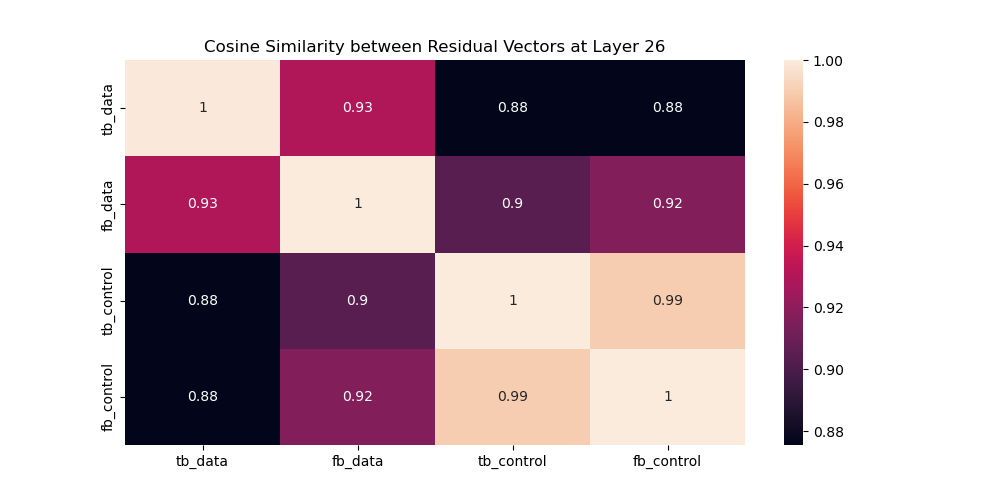 Cosine Similarity between Residual Vectors at Layer 26
tb_data
1
0.93
0.88
0.88
fb_data
0.93
1
0.9
0.92
tb_control
0.88
0.9
1
0.99
fb_control
0.88
0.92
0.99
1
tb_data
fb_data
tb_control
fb_control
1.00
0.98
0.96
0.94
0.92
0.90
0.88